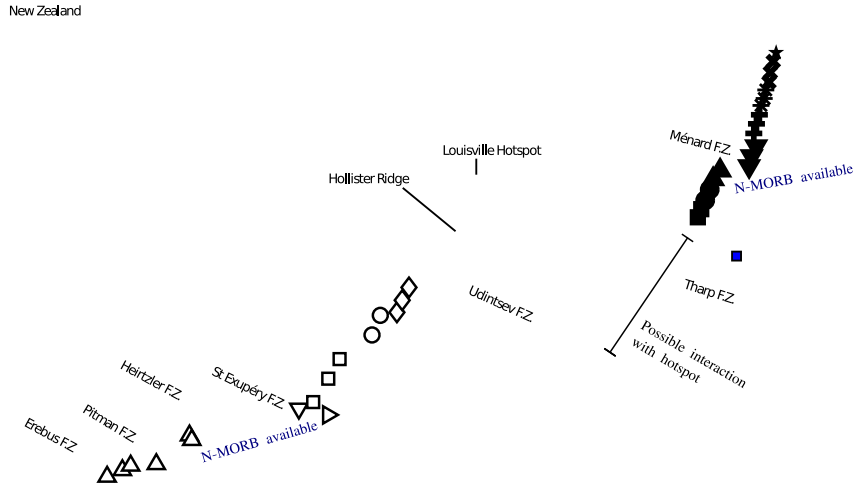 New Zealand
Ménard F.Z.
Louisville Hotspot
Hollister Ridge
N-MORB available
Tharp F.Z.
Udintsev F.Z.
Possible interaction
with hotspot
Heirtzler F.Z.
St Exupéry F.Z.
Pitman F.Z.
Erebus F.Z.
N-MORB available